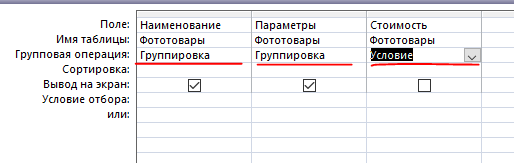 Поле: Наименование Параметры Стоимость
Имя таблицы: Фототовары Фототовары Фототовары
Групповая операция: Группировка Группировка Условие
Сортировка:
Вывод на экран:
Условие отбора:
или: